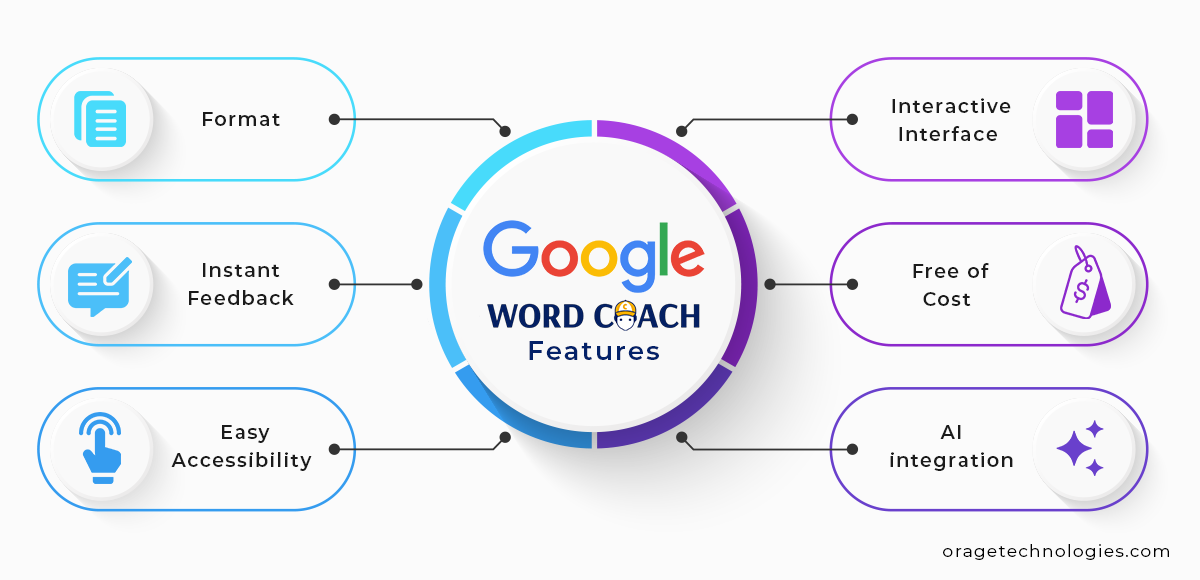 Format
Instant
Feedback
Easy
Accessibility
Google
WORD COACH
Features
Interactive
Interface
Free of
Cost
AI
integration
oragetechnologies.com